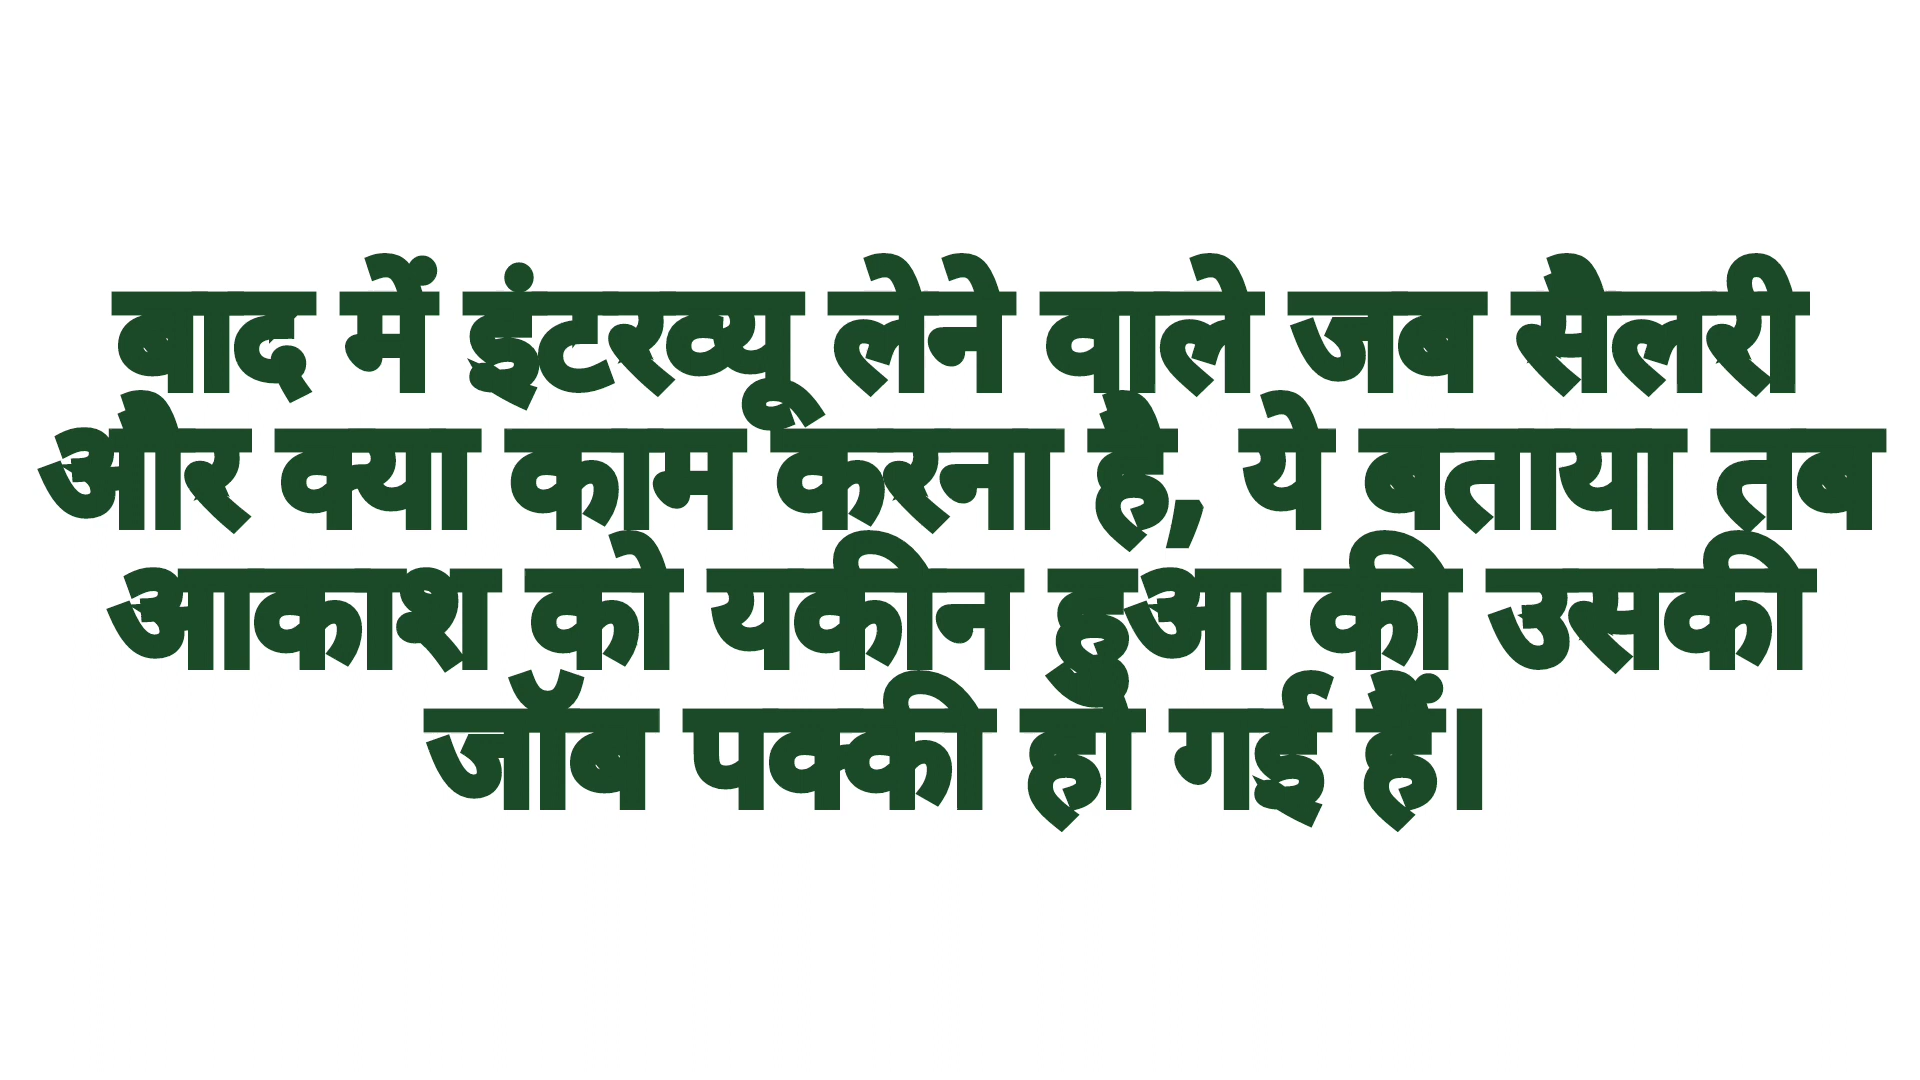 बाद में इंटरव्यू लेने वाले जब सैलरी
और क्या काम करना है, ये बताया तब
आकाश को यकीन हुआ की उसकी
जॉब पक्की हो गई हैं।